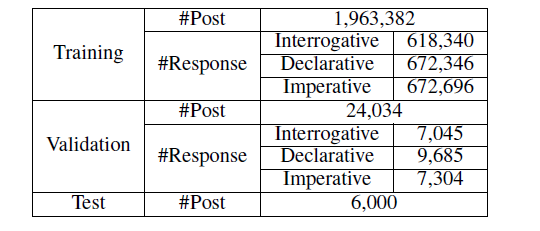 #Post 1,963,382
Training #Response Interrogative 618,340
Declarative 672,346
Imperative 672,696
#Post 24,034
Validation #Response Interrogative 7,045
Declarative 9,685
Imperative 7,304
Test #Post 6,000